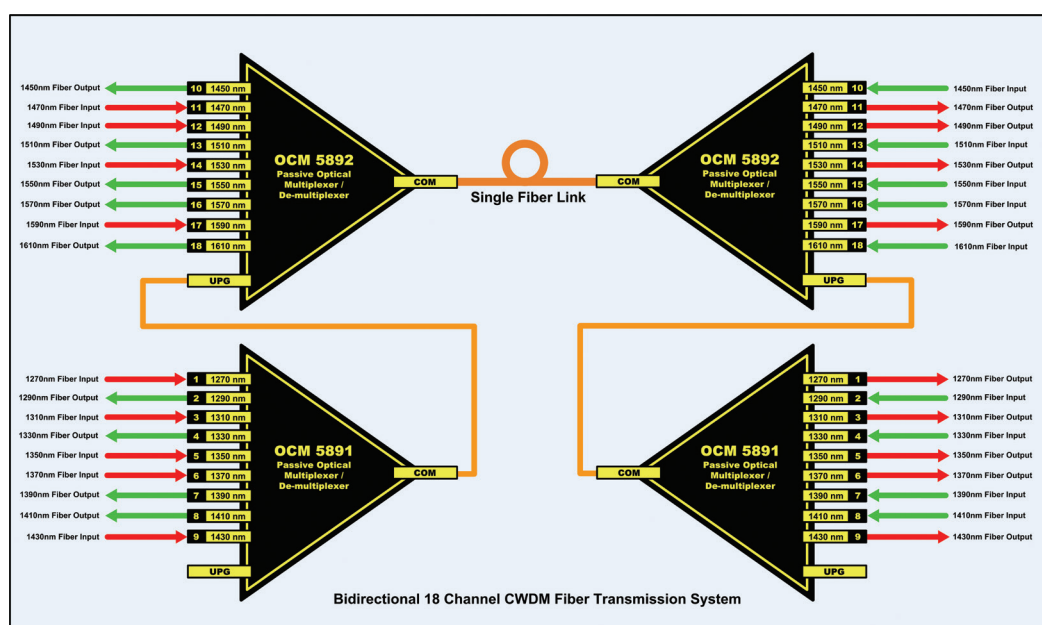 1450nm Fiber Output 10 1450 nm
1470nm Fiber Input 11 1470 nm
1490nm Fiber Input 12 1490 nm
1510nm Fiber Output 13 1510 nm
1530nm Fiber Input 14 1530 nm
1550nm Fiber Output 15 1550 nm
1570nm Fiber Output 16 1570 nm
1590nm Fiber Input 17 1590 nm
1610nm Fiber Output 18 1610 nm
UPG
OCM 5892
Passive Optical
Multiplexer /
De-multiplexer
COM
Single Fiber Link
COM
OCM 5892
Passive Optical
Multiplexer /
De-multiplexer
1450 nm 10 1450nm Fiber Input
1470 nm 11 1470nm Fiber Output
1490 nm 12 1490nm Fiber Output
1510 nm 13 1510nm Fiber Input
1530 nm 14 1530nm Fiber Output
1550 nm 15 1550nm Fiber Input
1570 nm 16 1570nm Fiber Input
1590 nm 17 1590nm Fiber Output
1610 nm 18 1610nm Fiber Input
UPG
1270nm Fiber Input 1 1270 nm
1290nm Fiber Output 2 1290 nm
1310nm Fiber Input 3 1310 nm
1330nm Fiber Output 4 1330 nm
1350nm Fiber Input 5 1350 nm
1370nm Fiber Input 6 1370 nm
1390nm Fiber Output 7 1390 nm
1410nm Fiber Output 8 1410 nm
1430nm Fiber Input 9 1430 nm
UPG
OCM 5891
Passive Optical
Multiplexer /
De-multiplexer
COM
COM
OCM 5891
Passive Optical
Multiplexer /
De-multiplexer
1270 nm 1 1270nm Fiber Output
1290 nm 2 1290nm Fiber Input
1310 nm 3 1310nm Fiber Output
1330 nm 4 1330nm Fiber Input
1350 nm 5 1350nm Fiber Output
1370 nm 6 1370nm Fiber Output
1390 nm 7 1390nm Fiber Input
1410 nm 8 1410nm Fiber Input
1430 nm 9 1430nm Fiber Output
UPG
Bidirectional 18 Channel CWDM Fiber Transmission System